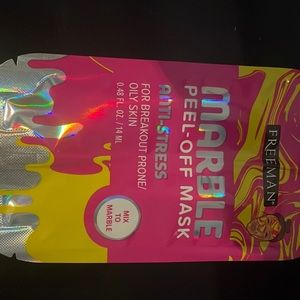 FREEMAN
MARBLE
PEEL-OFF MASK
ANTI-STRESS
FOR BREAKOUT PRONE/
OILY SKIN
0.48 FL. OZ. / 14 ML
MIX
TO
MARBLE